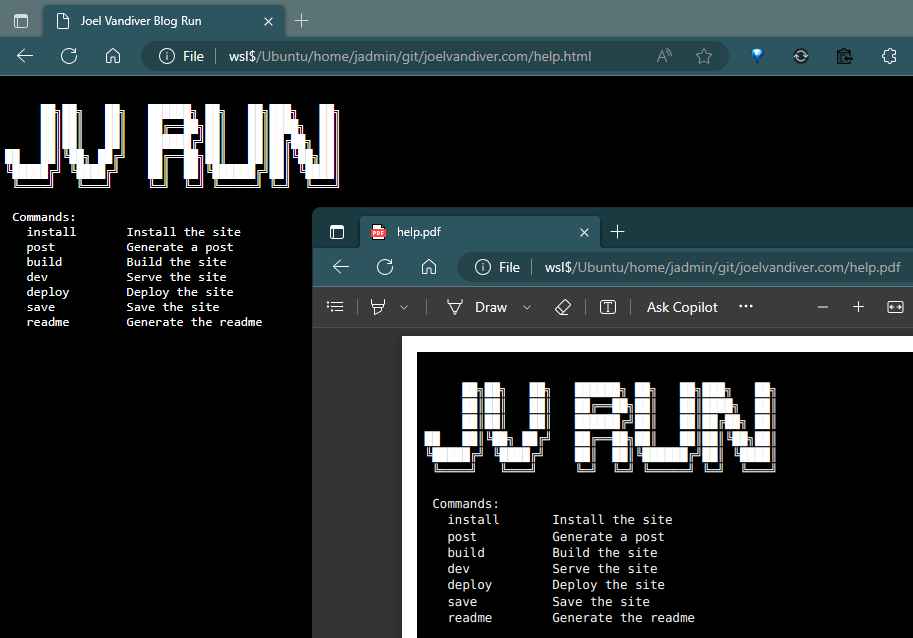 Joel Vandiver Blog Run
File
wsl$/Ubuntu/home/jadmin/git/joelvandiver.com/help.html
JV RUN
Commands:
install Install the site
post Generate a post
build Build the site
dev Serve the site
deploy Deploy the site
save Save the site
readme Generate the readme
help.pdf
File
wsl$/Ubuntu/home/jadmin/git/joelvandiver.com/help.pdf
Draw
Ask Copilot
JV RUN
Commands:
install Install the site
post Generate a post
build Build the site
dev Serve the site
deploy Deploy the site
save Save the site
readme Generate the readme